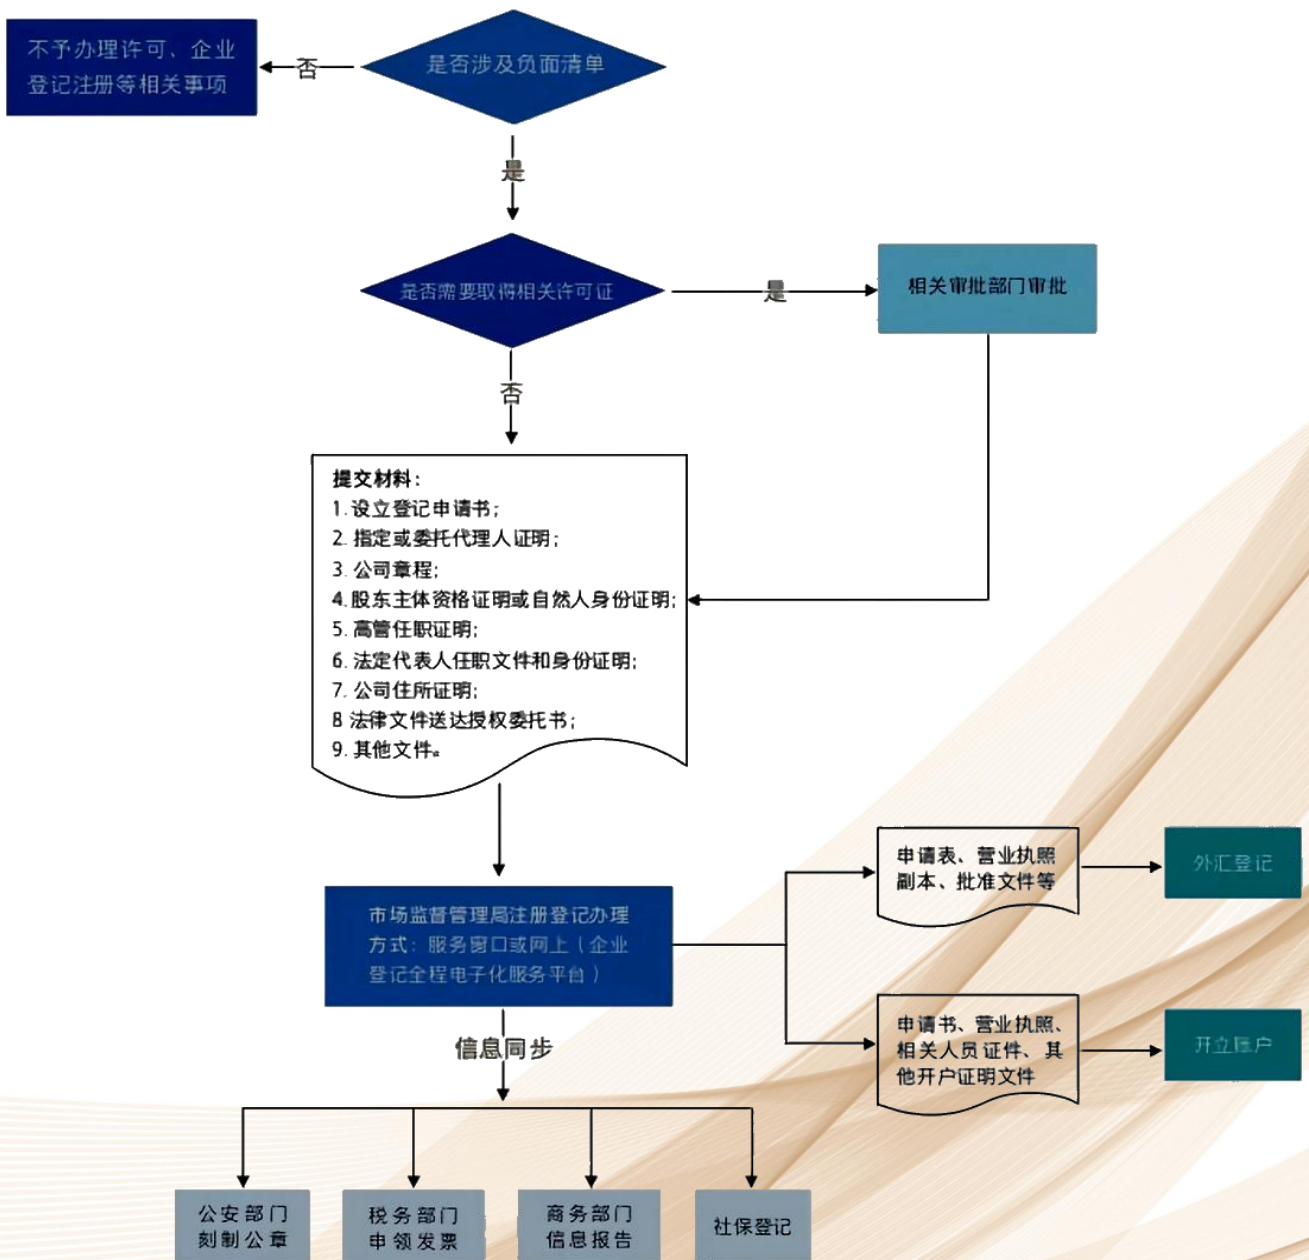 是否涉及负面清单
否
不予办理许可、企业
登记注册等相关事项
是
是否需要取得相关许可证
是
相关审批部门审批
否
提交材料：
1. 设立登记申请书；
2. 指定或委托代理人证明；
3. 公司章程；
4. 股东主体资格证明或自然人身份证明；
5. 高管任职证明；
6. 法定代表人任职文件和身份证明；
7. 公司住所证明；
8 法律文件送达授权委托书；
9. 其他文件。
市场监督管理局注册登记办理
方式：服务窗口或网上（企业
登记全程电子化服务平台）
申请表、营业执照
副本、批准文件等
外汇登记
申请书、营业执照、
相关人员证件、其
他开户证明文件
开立账户
信息同步
公安部门
刻制公章
税务部门
申领发票
商务部门
信息报告
社保登记